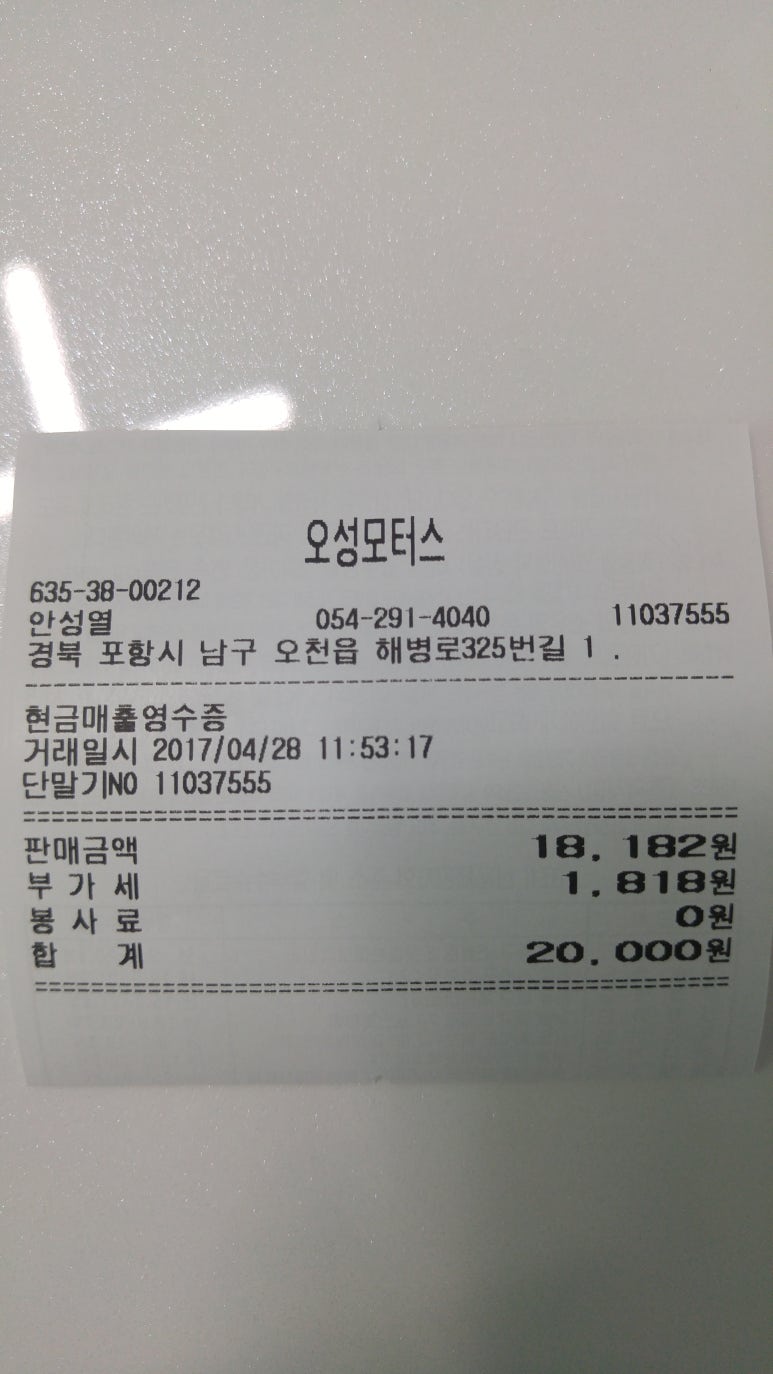 오성모터스
635-38-00212
안성열 054-291-4040 11037555
경북 포항시 남구 오천읍 해병로325번길 1 .
현금매출영수증
거래일시 2017/04/28 11:53:17
단말기NO 11037555
판매금액 18,182원
부 가 세 1,818원
봉 사 료 0원
합 계 20,000원